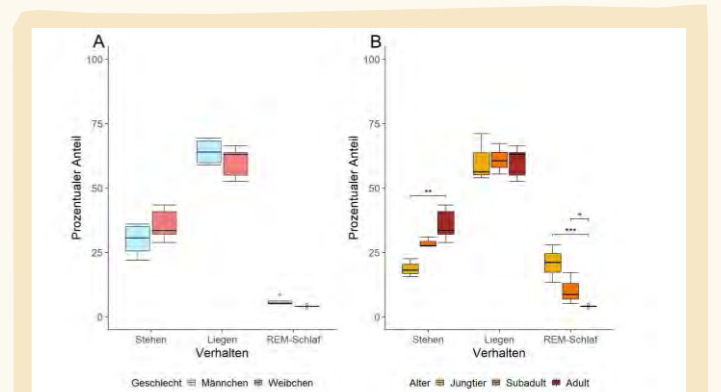 A
Prozentualer Anteil
100
75
50
25
0
Stehen Liegen REM-Schlaf
Verhalten
Geschlecht Männchen Weibchen
B
Prozentualer Anteil
100
75
50
25
0
**
*
***
Stehen Liegen REM-Schlaf
Verhalten
Alter Jungtier Subadult Adult